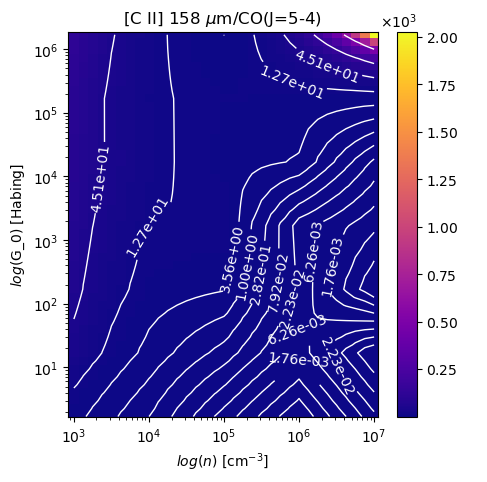 [C II] 158 μm/CO(J=5-4)
×10³
log(G_0) [Habing]
10⁶
10⁵
10⁴
10³
10²
10¹
4.51e+01
1.27e+01
4.51e+01
1.27e+01
3.56e+00
1.00e+00
2.82e-01
7.92e-02
2.23e-02
6.26e-03
1.76e-03
6.26e-03
1.76e-03
2.23e-02
10³
10⁴
10⁵
10⁶
10⁷
log(n) [cm⁻³]
2.00
1.75
1.50
1.25
1.00
0.75
0.50
0.25